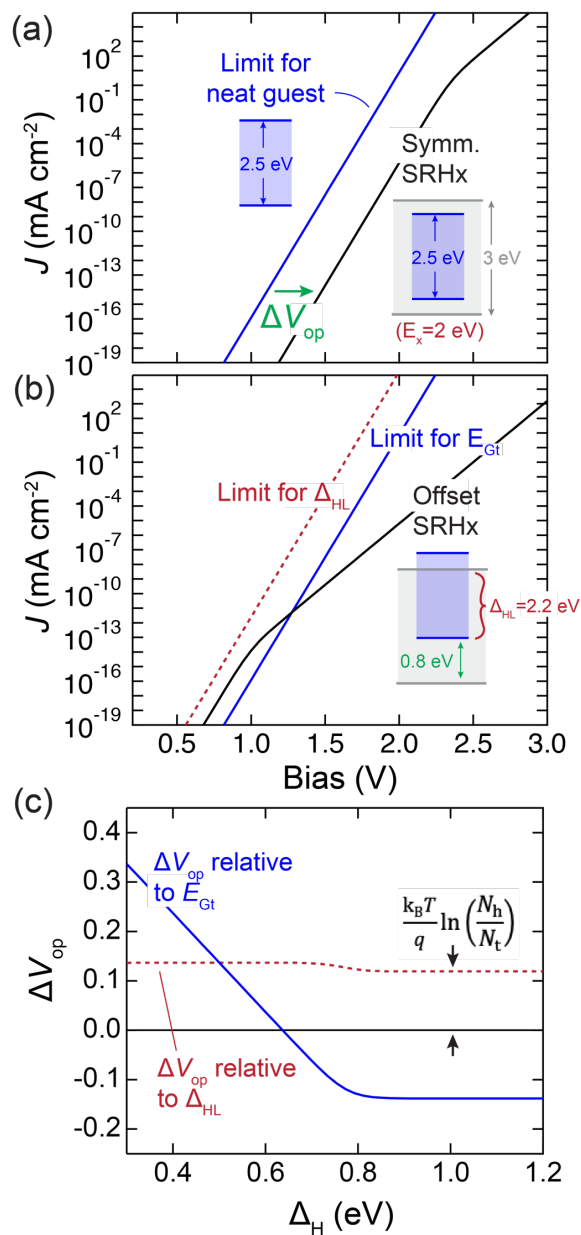 (a)
J (mA cm⁻²)
10²
10⁻¹
10⁻⁴
10⁻⁷
10⁻¹⁰
10⁻¹³
10⁻¹⁶
10⁻¹⁹
Limit for
neat guest
2.5 eV
Symm.
SRHx
2.5 eV
3 eV
(Eₓ=2 eV)
ΔV_op
(b)
J (mA cm⁻²)
10²
10⁻¹
10⁻⁴
10⁻⁷
10⁻¹⁰
10⁻¹³
10⁻¹⁶
10⁻¹⁹
Limit for E_Gt
Limit for Δ_HL
Offset
SRHx
Δ_HL=2.2 eV
0.8 eV
0.5
1.0
1.5
2.0
2.5
3.0
Bias (V)
(c)
ΔV_op
0.4
0.3
0.2
0.1
0.0
-0.1
-0.2
ΔV_op relative
to E_Gt
k_BT/q ln (N_h/N_t)
ΔV_op relative
to Δ_HL
0.4
0.6
0.8
1.0
1.2
Δ_H (eV)